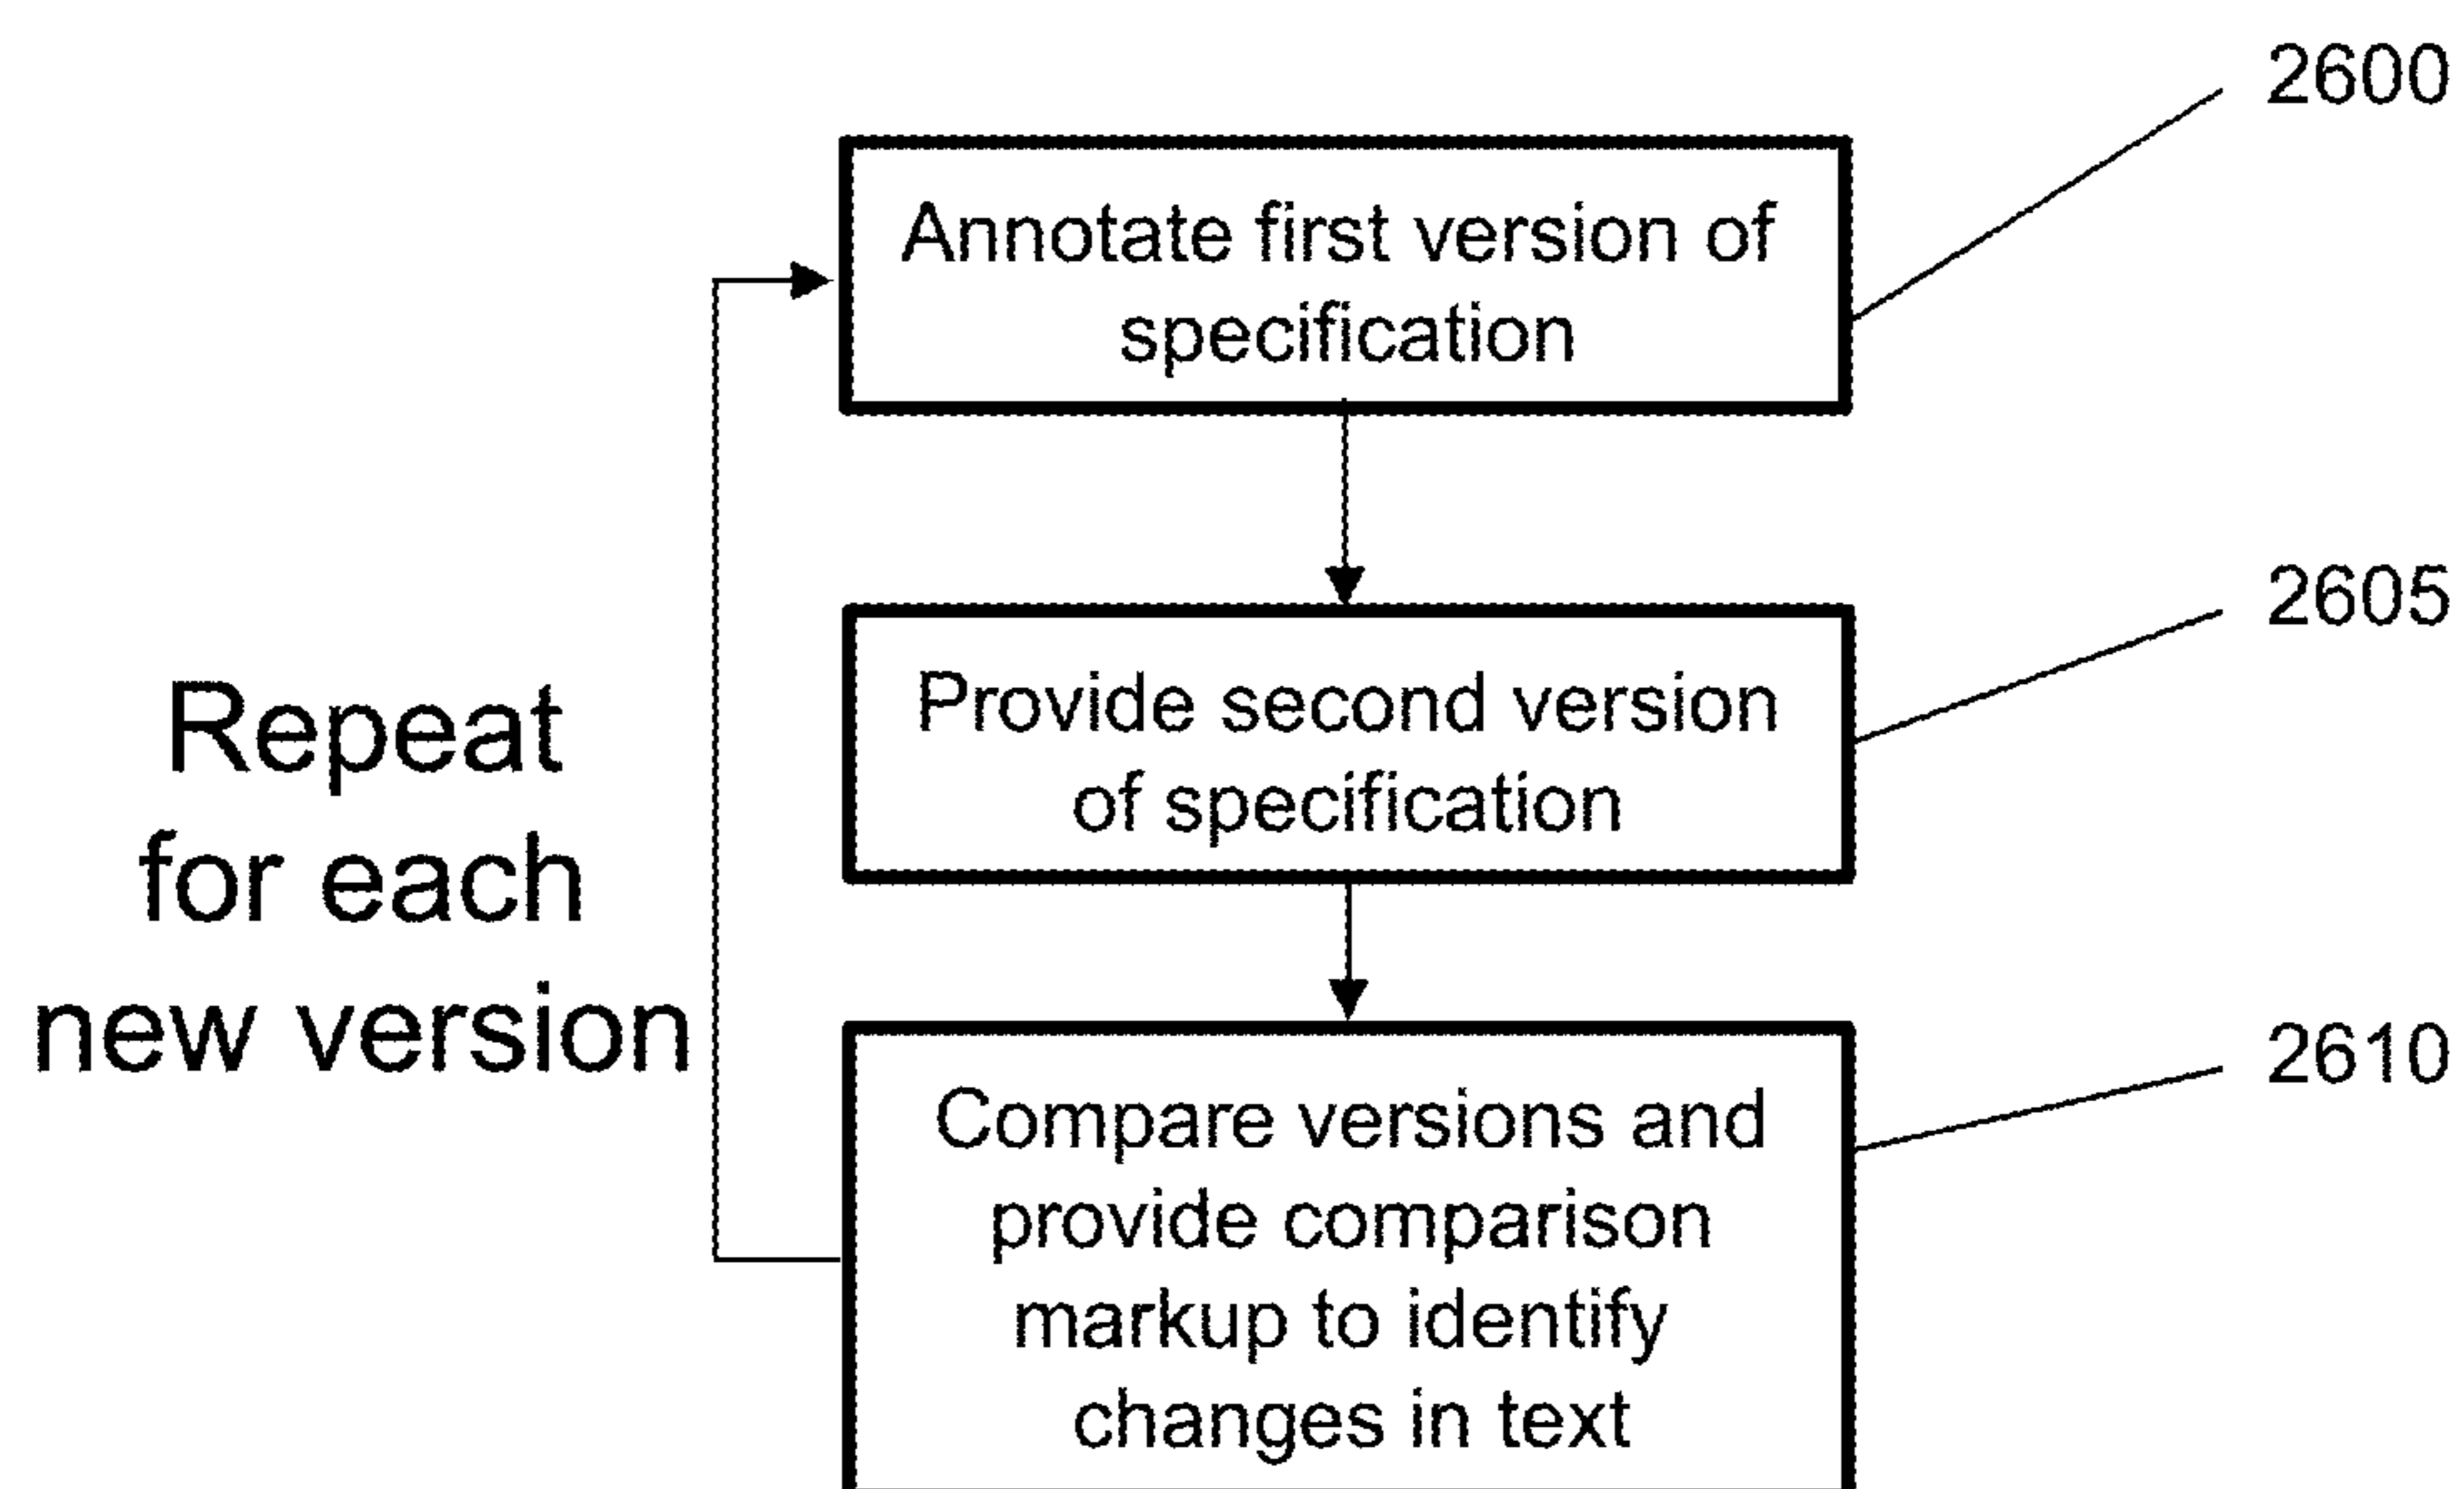 2600
Annotate first version of
specification
2605
Provide second version
of specification
Repeat
for each
new version
2610
Compare versions and
provide comparison
markup to identify
changes in text